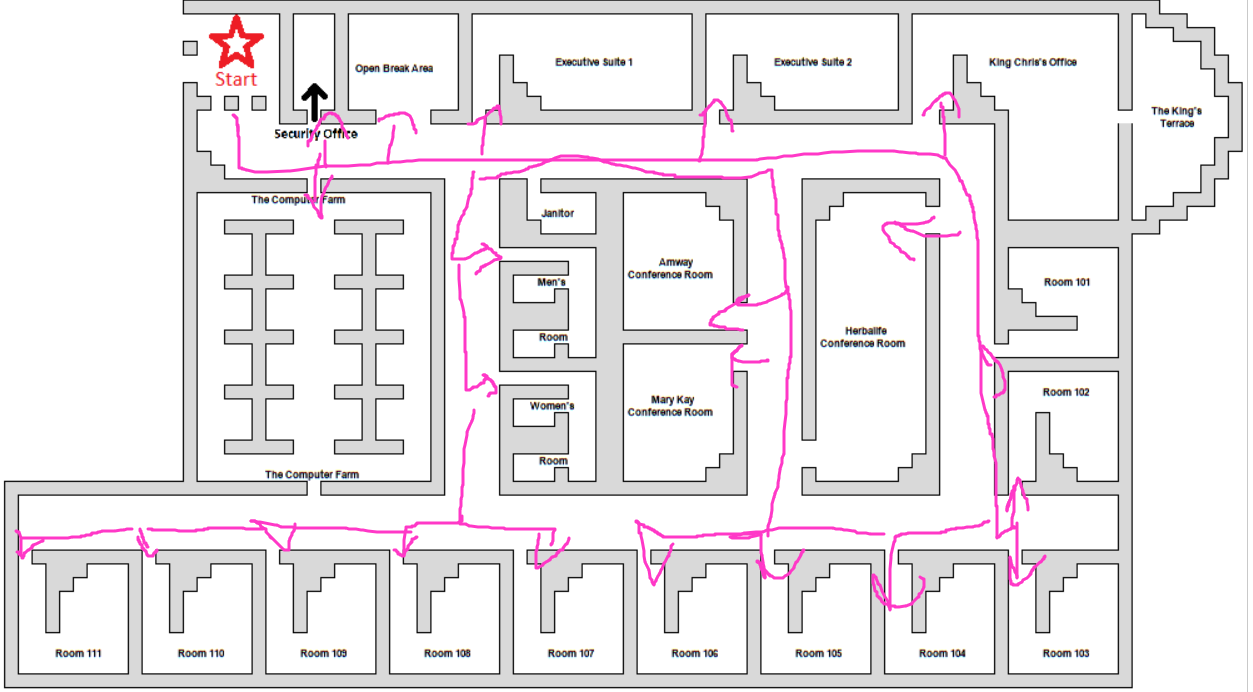 Start
Open Break Area
Executive Suite 1
Executive Suite 2
King Chris's Office
The King's
Terrace
Security Office
The Computer Farm
Janitor
Amway
Conference Room
Men's
Room
Room 101
Herbalife
Conference Room
Mary Kay
Conference Room
Women's
Room
Room 102
The Computer Farm
Room 111
Room 110
Room 109
Room 108
Room 107
Room 106
Room 105
Room 104
Room 103